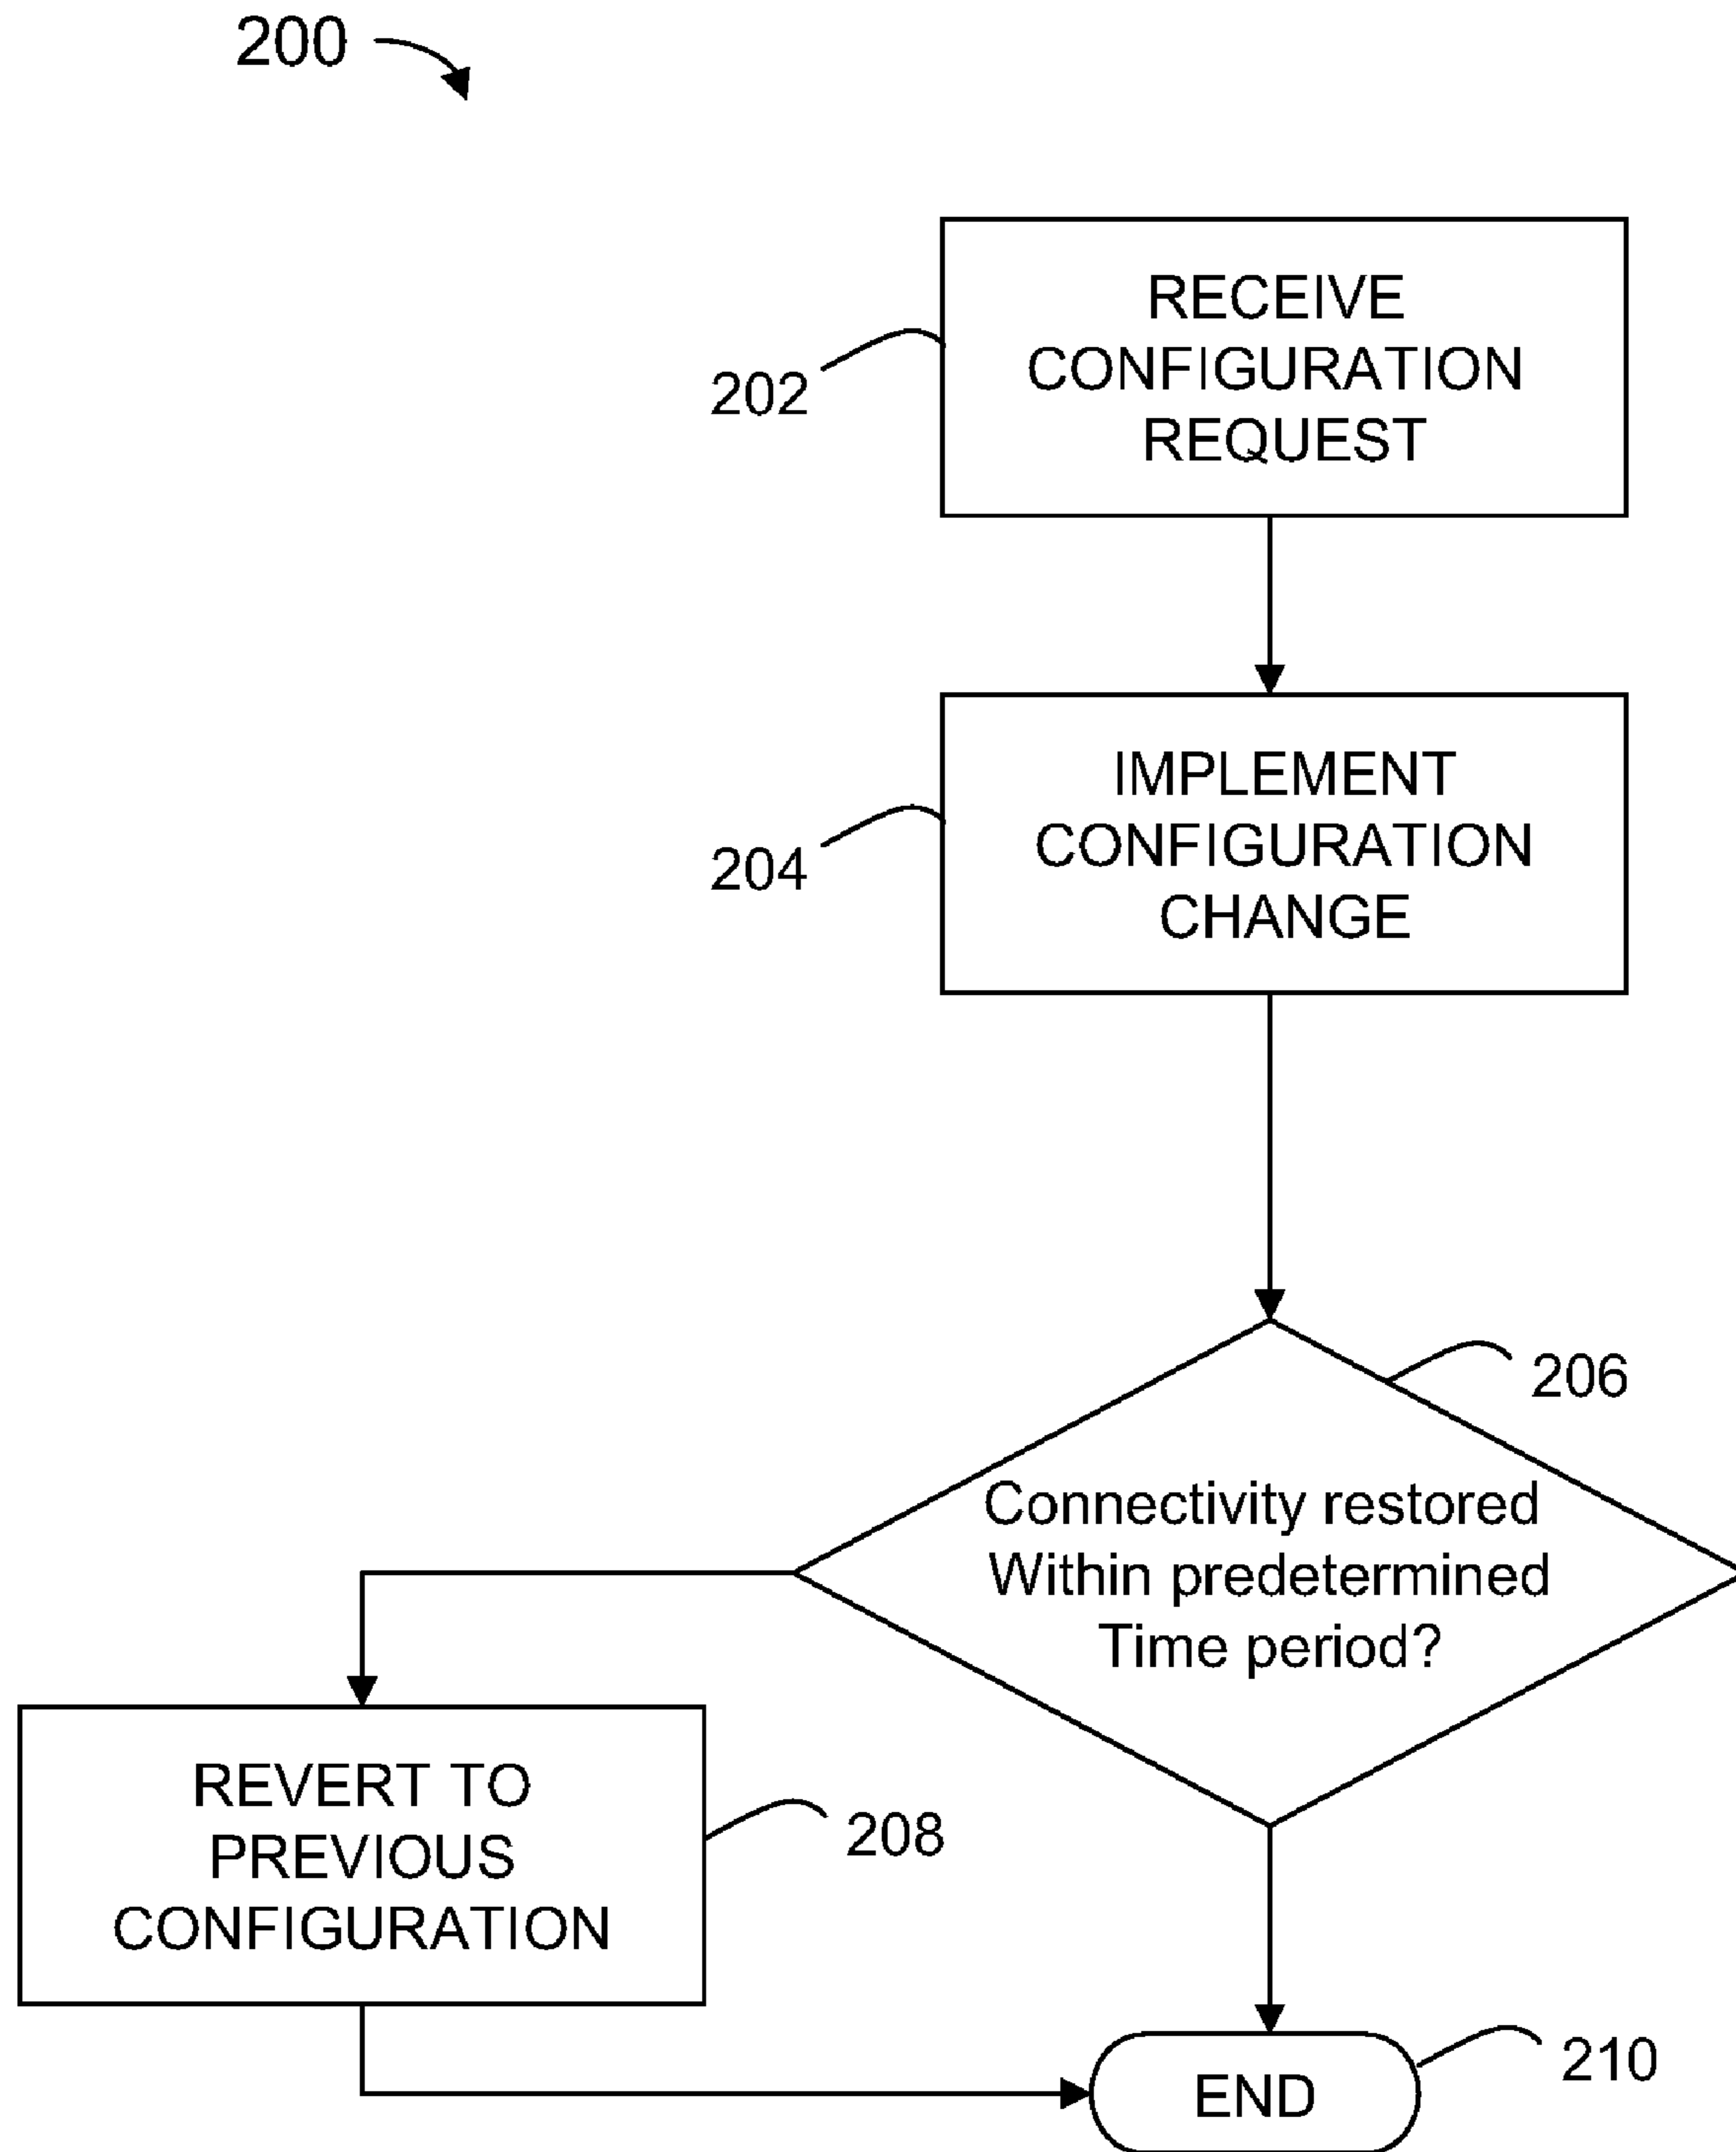 200
RECEIVE
CONFIGURATION
REQUEST
202
IMPLEMENT
CONFIGURATION
CHANGE
204
206
Connectivity restored
Within predetermined
Time period?
REVERT TO
PREVIOUS
CONFIGURATION
208
END
210